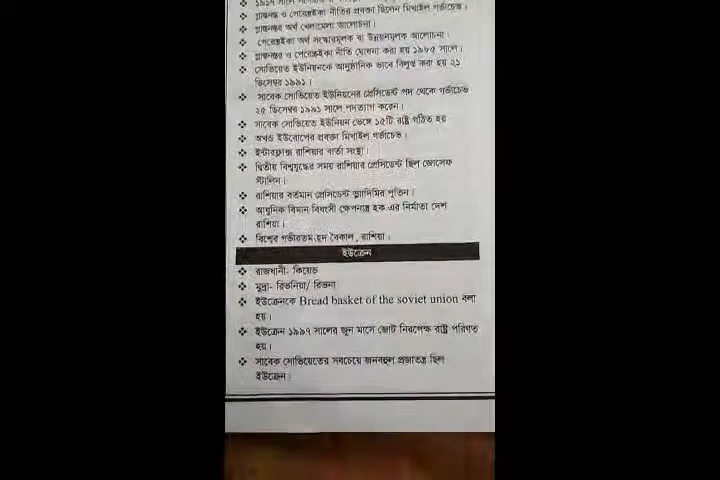 ❖ গ্লাসনস্ত ও পেরেস্ত্রইকা নীতির প্রবক্তা ছিলেন মিখাইল গর্ভাচেভ।
❖ গ্লাসনস্তর অর্থ খোলামেলা আলোচনা।
❖ পেরেস্ত্রইকা অর্থ সংস্কারমূলক বা উন্নয়নমূলক আলোচনা।
❖ গ্লাসনস্তর ও পেরেস্ত্রইকা নীতি ঘোষনা করা হয় ১৯৮৫ সালে।
❖ সোভিয়েত ইউনিয়নকে আনুষ্ঠানিক ভাবে বিলুপ্ত করা হয় ২১
ডিসেম্বর ১৯৯১।
❖ সাবেক সোভিয়েত ইউনিয়নের প্রেসিডেন্ট পদ থেকে গর্ভাচেভ
২৫ ডিসেম্বর ১৯৯১ সালে পদত্যাগ করেন।
❖ সাবেক সোভিয়েত ইউনিয়ন ভেঙ্গে ১৫টি রাষ্ট্র গঠিত হয়
❖ অখন্ড ইউরোপের প্রবক্তা মিখাইল গর্ভাচেভ।
❖ ইন্টারফ্যাক্স রাশিয়ার বার্তা সংস্থা।
❖ দ্বিতীয় বিশ্বযুদ্ধের সময় রাশিয়ার প্রেসিডেন্ট ছিল জোসেফ
স্টালিন।
❖ রাশিয়ার বর্তমান প্রেসিডেন্ট ভ্লাদিমির পুতিন।
❖ আধুনিক বিমান বিধ্বংসী ক্ষেপনাস্ত্র হক এর নির্মাতা দেশ
রাশিয়া।
❖ বিশ্বের গভীরতম হ্রদ বৈকাল, রাশিয়া।
ইউক্রেন
❖ রাজধানী- কিয়েভ
❖ মুদ্রা- রিভনিয়া/ রিভনা
❖ ইউক্রেনকে Bread basket of the soviet union বলা
হয়।
❖ ইউক্রেন ১৯৯৭ সালের জুন মাসে জোট নিরপেক্ষ রাষ্ট্র পরিণত
হয়।
❖ সাবেক সোভিয়েতের সবচেয়ে জনবহুল প্রজাতন্ত্র ছিল
ইউক্রেন।